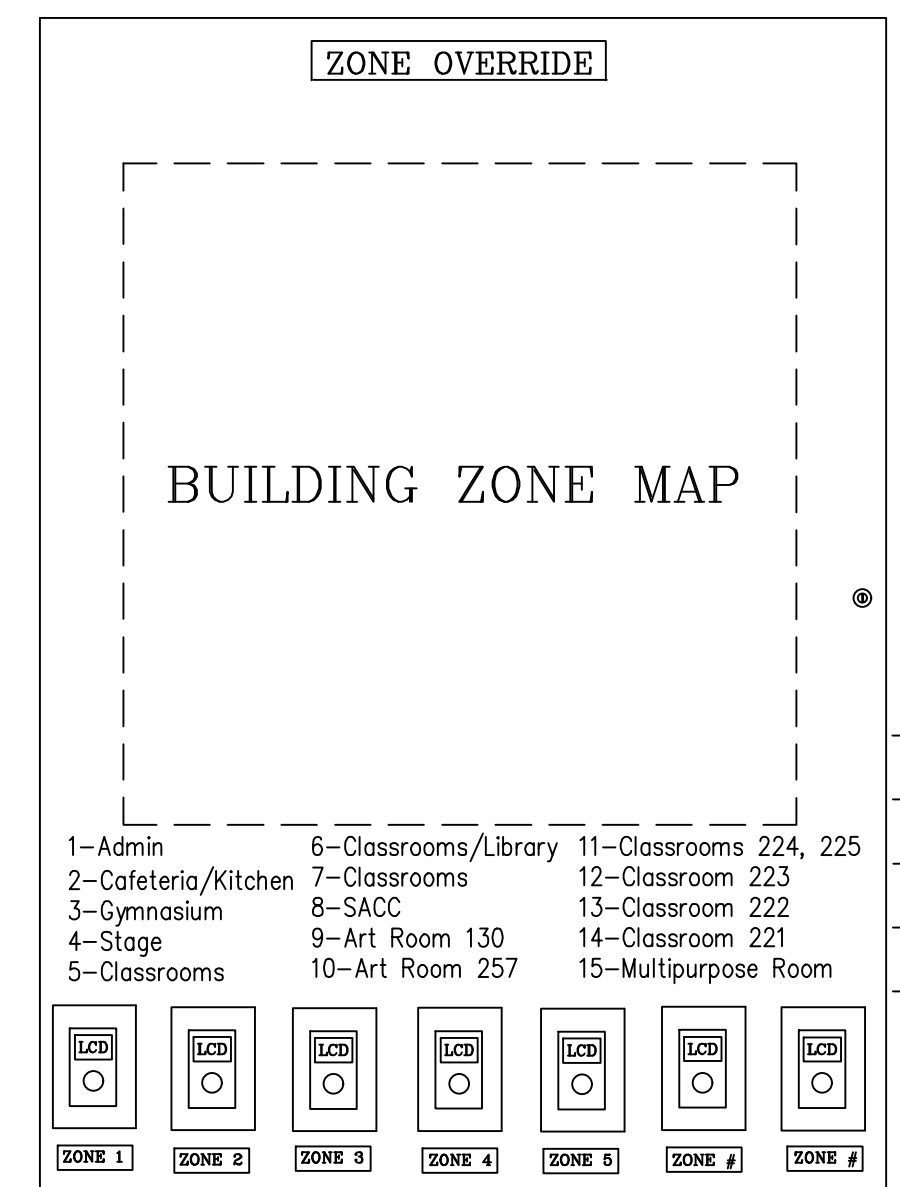 ZONE OVERRIDE
BUILDING ZONE MAP
1-Admin
2-Cafeteria/Kitchen
3-Gymnasium
4-Stage
5-Classrooms
6-Classrooms/Library
7-Classrooms
8-SACC
9-Art Room 130
10-Art Room 257
11-Classrooms 224, 225
12-Classroom 223
13-Classroom 222
14-Classroom 221
15-Multipurpose Room
LCD LCD LCD LCD LCD LCD LCD
ZONE 1 ZONE 2 ZONE 3 ZONE 4 ZONE 5 ZONE # ZONE #